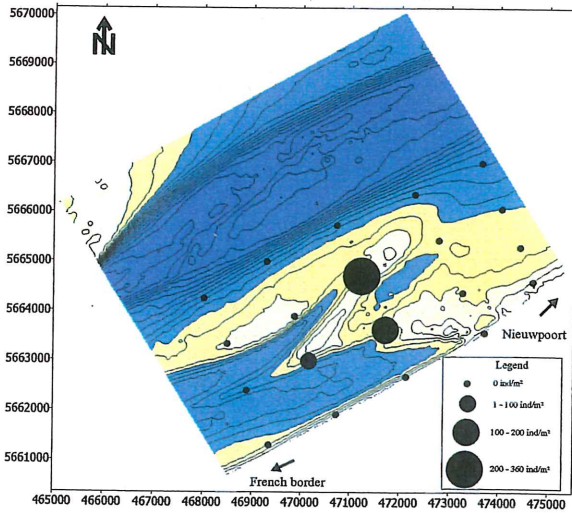 5670000
N
5669000
5668000
5667000
5666000
5665000
5664000
5663000
5662000
5661000
Nieuwpoort
Legend
0 ind/m²
1 - 100 ind/m²
100 - 200 ind/m²
200 - 360 ind/m²
French border
465000 466000 467000 468000 469000 470000 471000 472000 473000 474000 475000